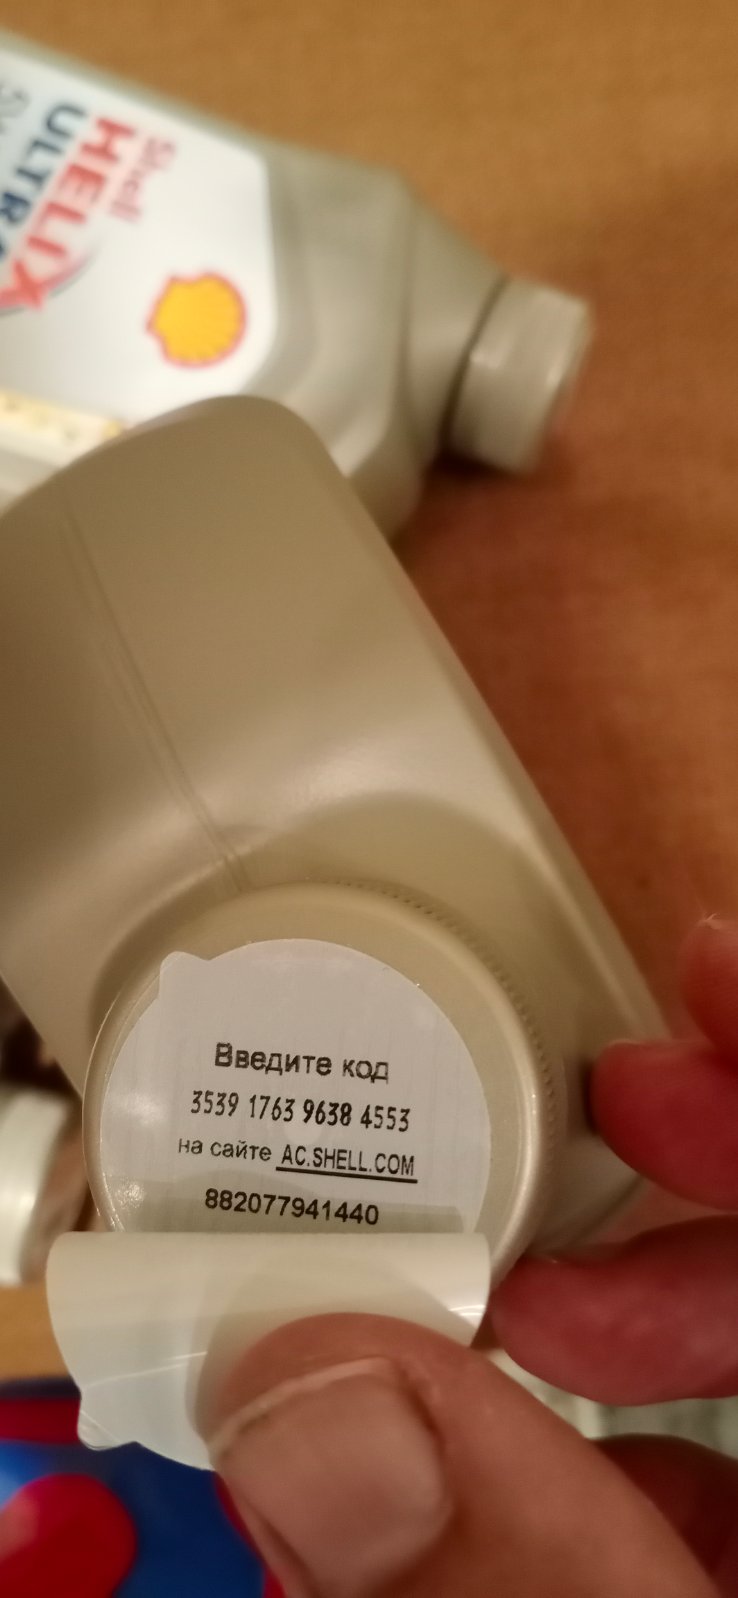 Shell
HELIX
ULTRA
Введите код
3539 1763 9638 4553
на сайте AC.SHELL.COM
882077941440